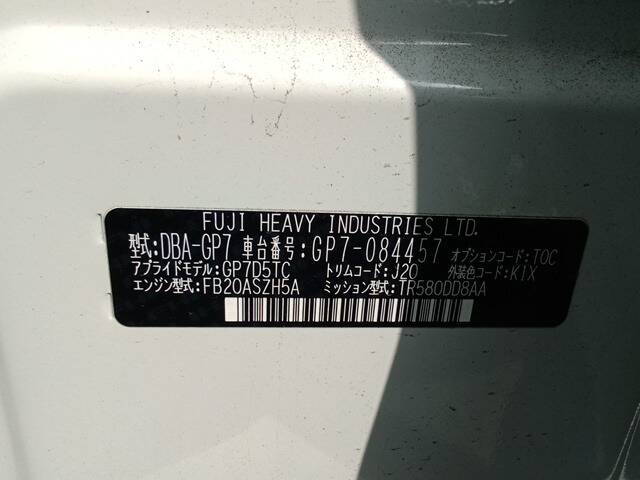 FUJI HEAVY INDUSTRIES LTD.
型式:DBA-GP7 車台番号:GP7-084457 オプションコード:TOC
アプライドモデル:GP7D5TC トリムコード:J20 外装色コード:K1X
エンジン型式:FB20ASZH5A ミッション型式:TR580DD8AA